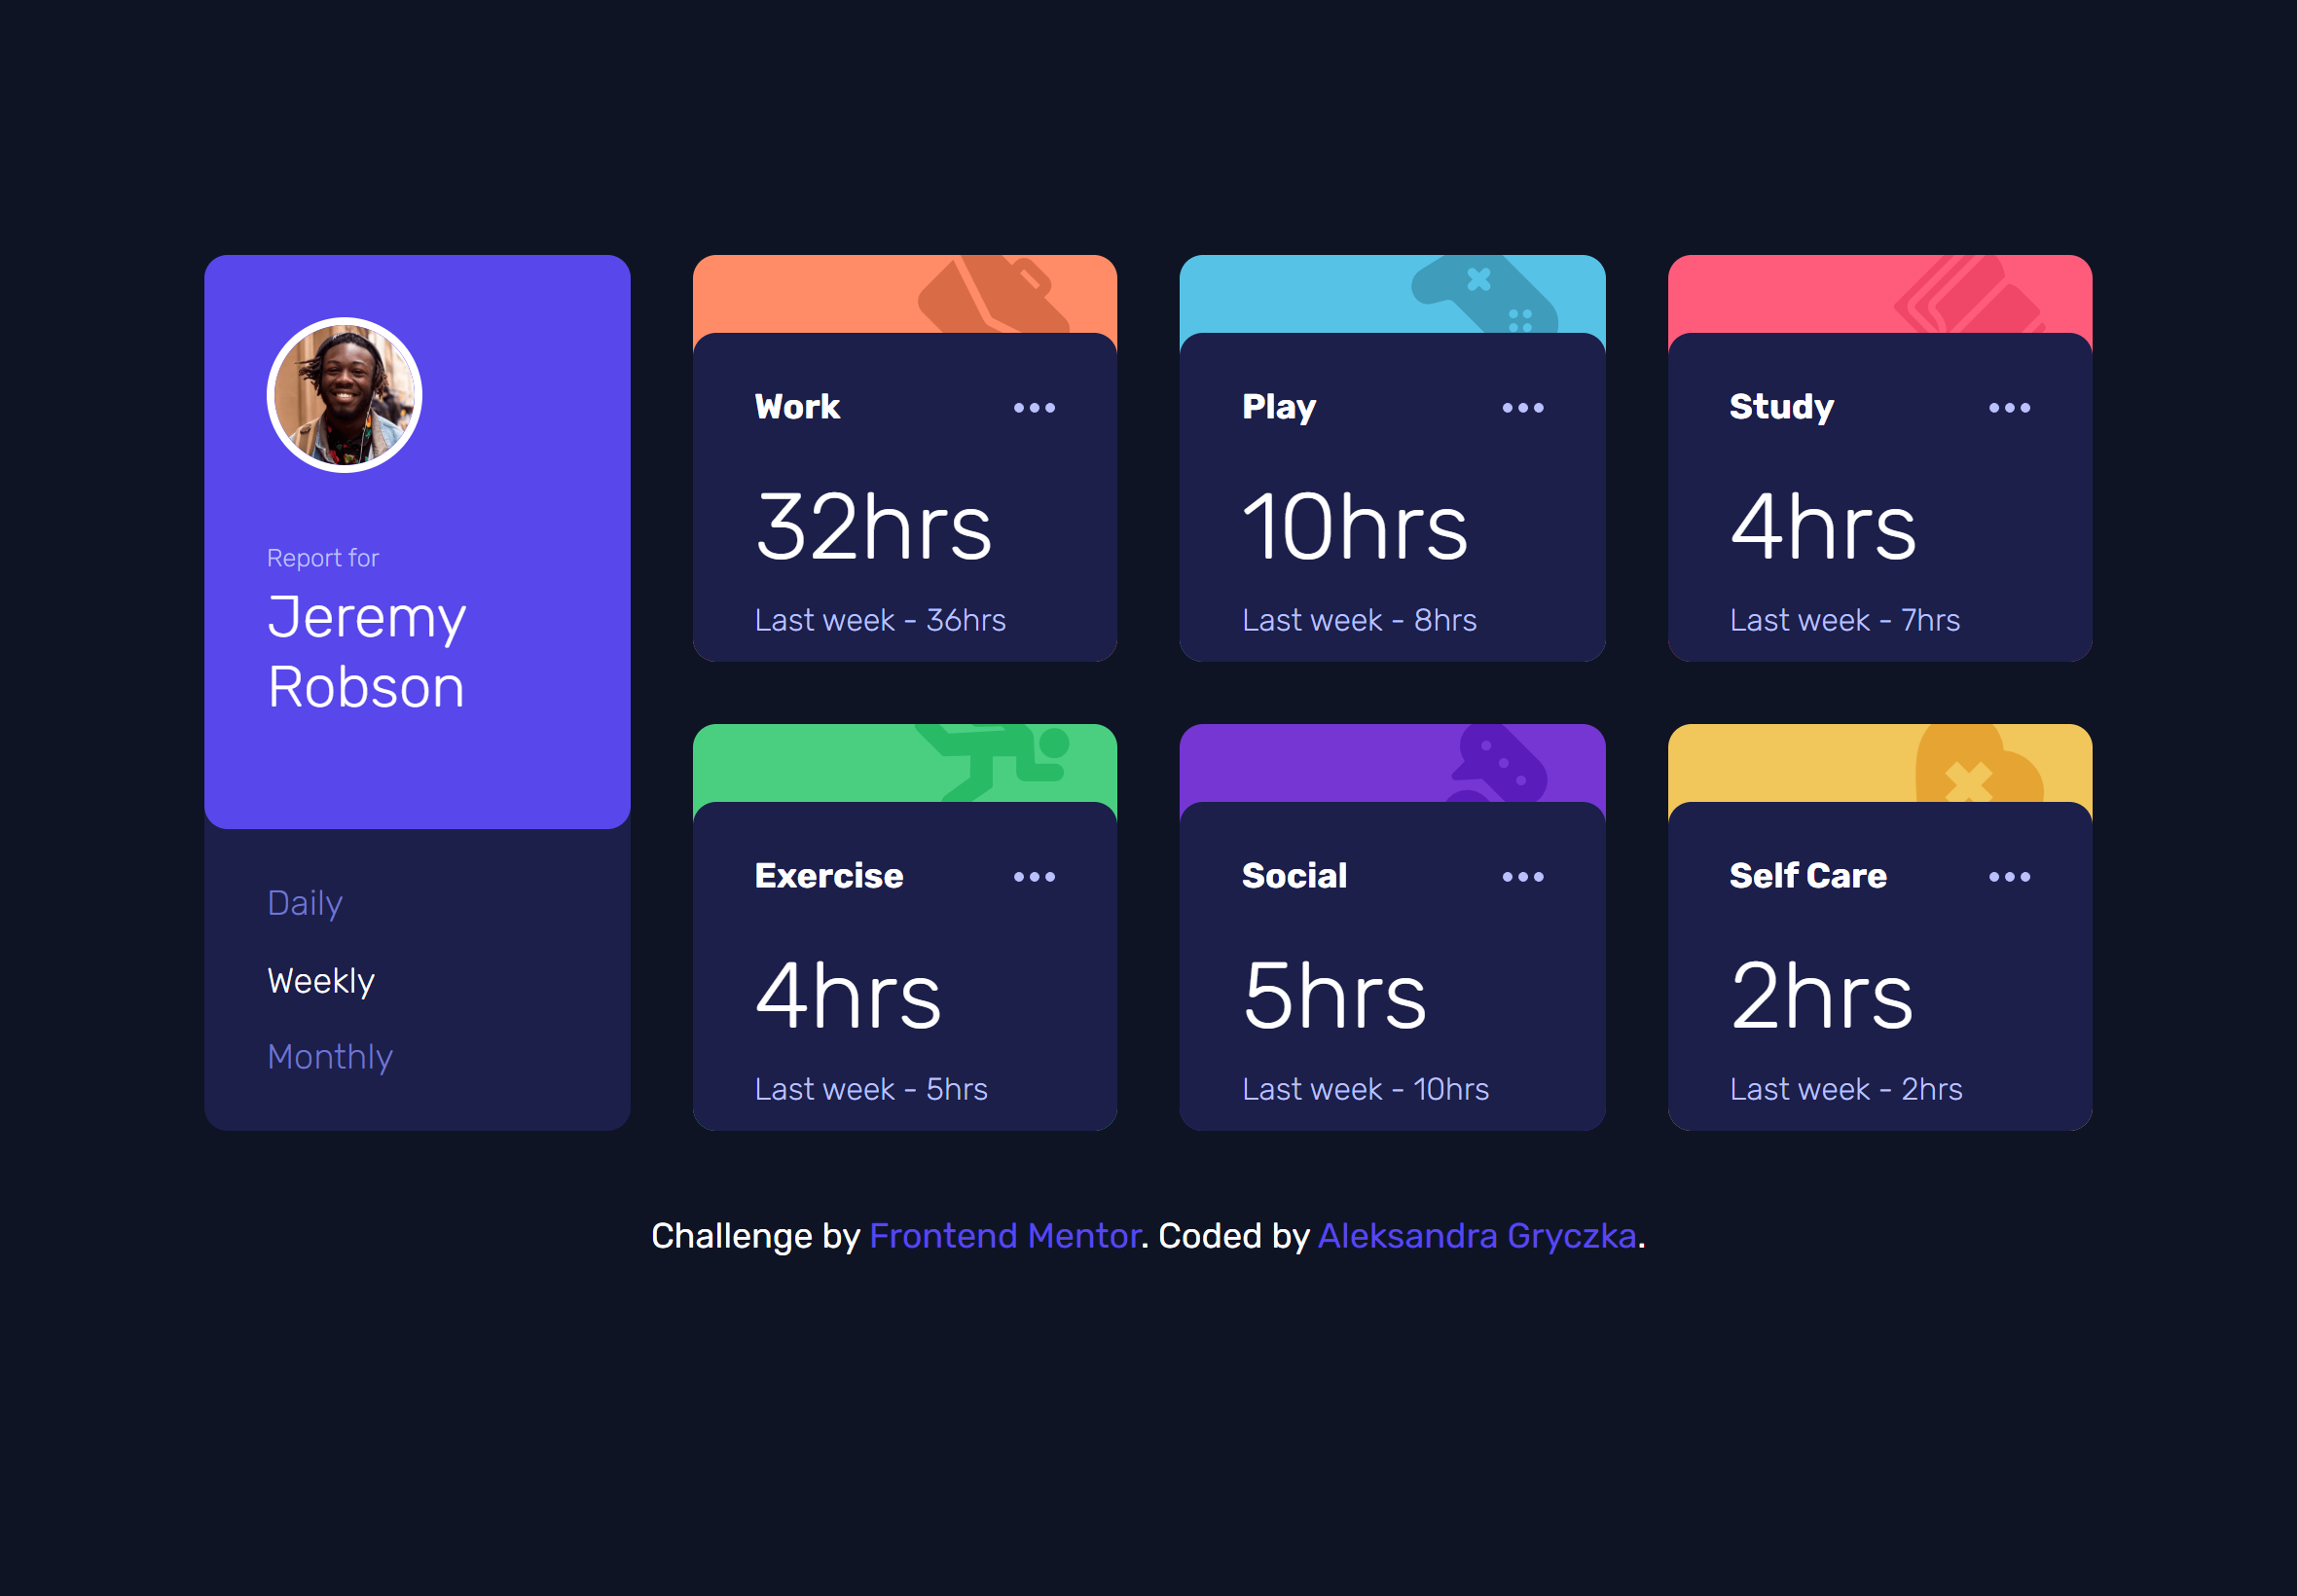 Report for
Jeremy
Robson
Daily
Weekly
Monthly
Work
32hrs
Last week - 36hrs
Play
10hrs
Last week - 8hrs
Study
4hrs
Last week - 7hrs
Exercise
4hrs
Last week - 5hrs
Social
5hrs
Last week - 10hrs
Self Care
2hrs
Last week - 2hrs
Challenge by Frontend Mentor. Coded by Aleksandra Gryczka.